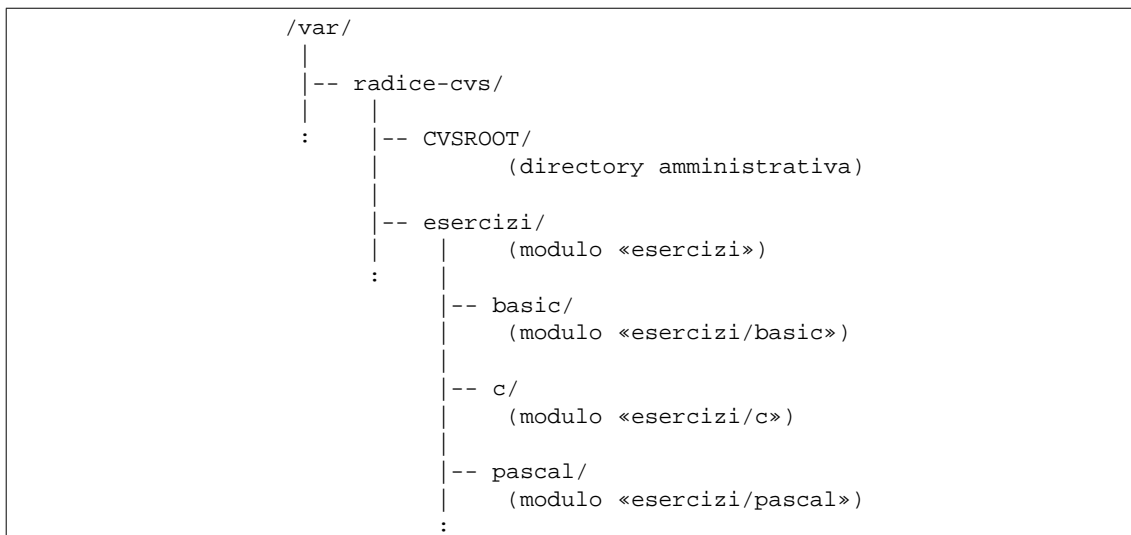 /var/
|
|-- radice-cvs/
|    |
:    |-- CVSROOT/
     |       (directory amministrativa)
     |
     |-- esercizi/
     |    |    (modulo «esercizi»)
     :    |
          |-- basic/
          |    (modulo «esercizi/basic»)
          |
          |-- c/
          |    (modulo «esercizi/c»)
          |
          |-- pascal/
          |    (modulo «esercizi/pascal»)
          :